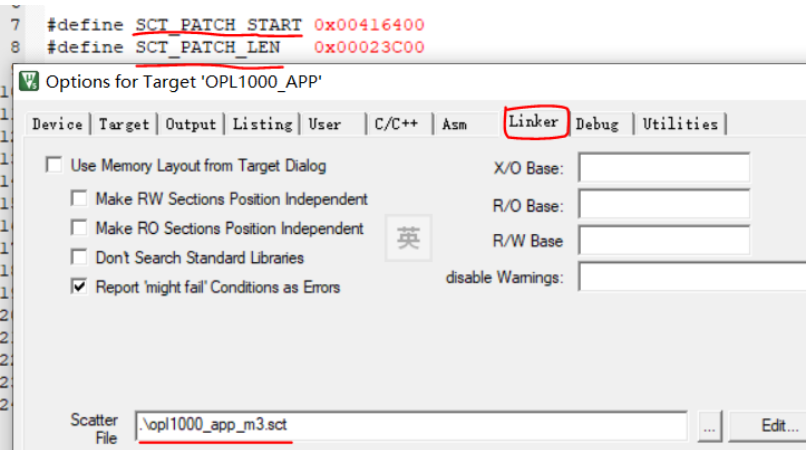 7 #define SCT_PATCH_START 0x00416400
8 #define SCT_PATCH_LEN 0x00023C00
Options for Target 'OPL1000_APP'
Device Target Output Listing User C/C++ Asm Linker Debug Utilities
Use Memory Layout from Target Dialog
X/O Base:
Make RW Sections Position Independent
R/O Base:
Make RO Sections Position Independent
英
R/W Base
Don't Search Standard Libraries
disable Warnings:
Report 'might fail' Conditions as Errors
Scatter File
.\opl1000_app_m3.sct
...
Edit...